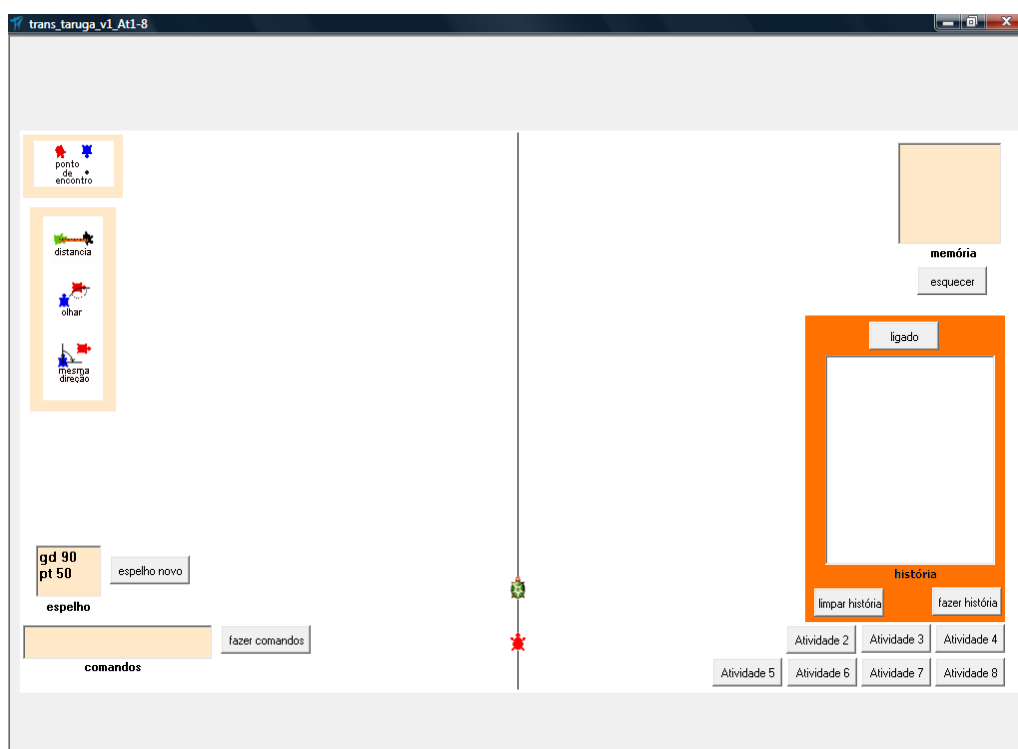 trans_taruga_v1_At1-8
ponto
de
encontro
distancia
olhar
mesma
direção
gd 90
pt 50
espelho novo
espelho
fazer comandos
comandos
memória
esquecer
ligado
história
limpar história
fazer história
Atividade 2 Atividade 3 Atividade 4
Atividade 5 Atividade 6 Atividade 7 Atividade 8